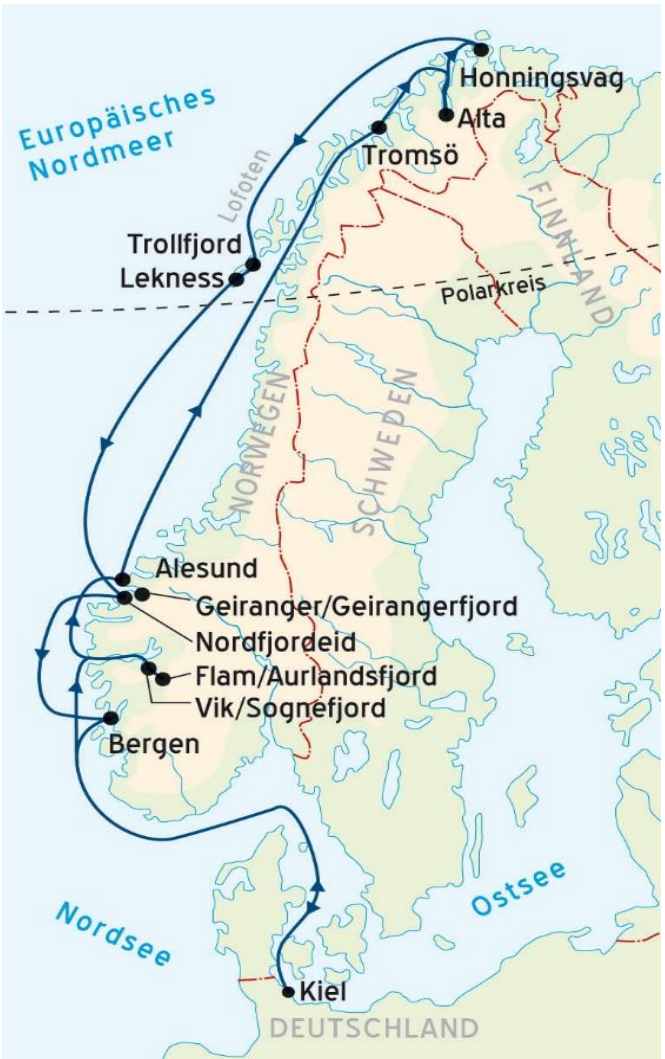 Honningsvag
Alta
Tromsö
Europäisches
Nordmeer
Lofoten
FINNLAND
Trollfjord
Lekness
Polarkreis
NORWEGEN
SCHWEDEN
Alesund
Geiranger/Geirangerfjord
Nordfjordeid
Flam/Aurlandsfjord
Vik/Sognefjord
Bergen
Ostsee
Nordsee
Kiel
DEUTSCHLAND